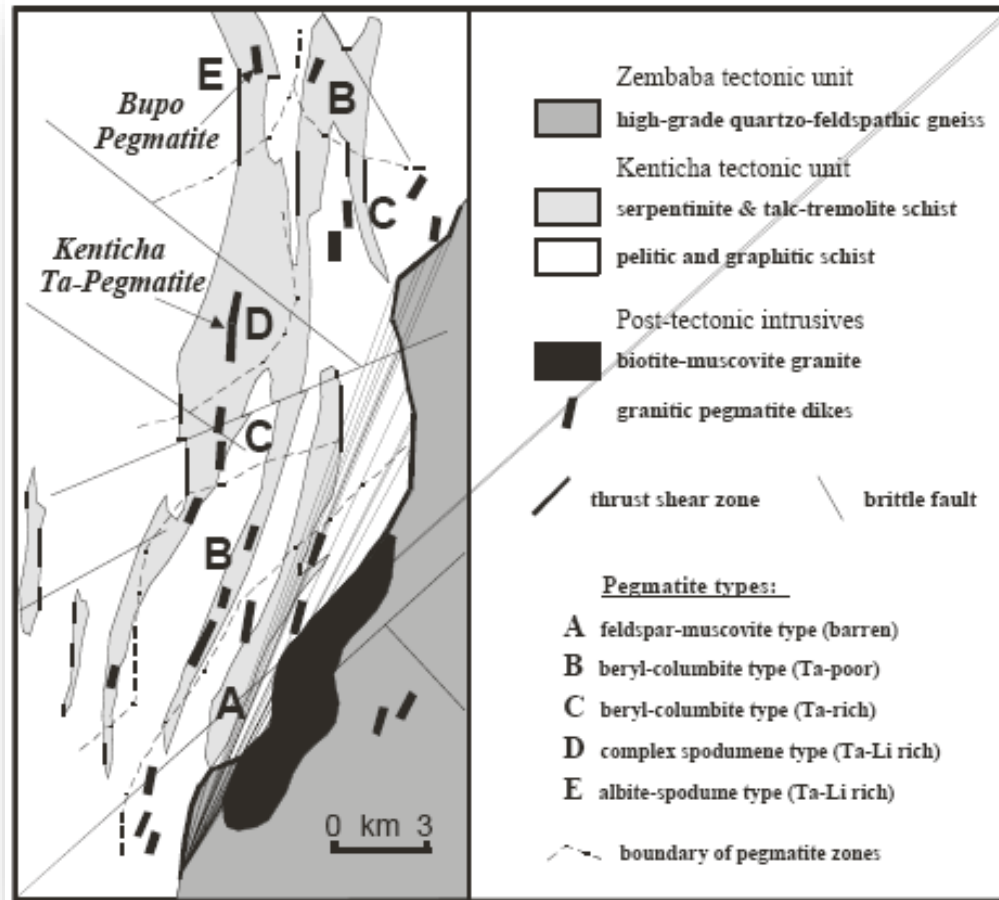 E
B
Bupo
Pegmatite
C
Kenticha
Ta-Pegmatite
D
C
B
A
0 km 3
Zembaba tectonic unit
high-grade quartzo-feldspathic gneiss
Kenticha tectonic unit
serpentinite & talc-tremolite schist
pelitic and graphitic schist
Post-tectonic intrusives
biotite-muscovite granite
granitic pegmatite dikes
thrust shear zone brittle fault
Pegmatite types:
A feldspar-muscovite type (barren)
B beryl-columbite type (Ta-poor)
C beryl-columbite type (Ta-rich)
D complex spodumene type (Ta-Li rich)
E albite-spodume type (Ta-Li rich)
boundary of pegmatite zones